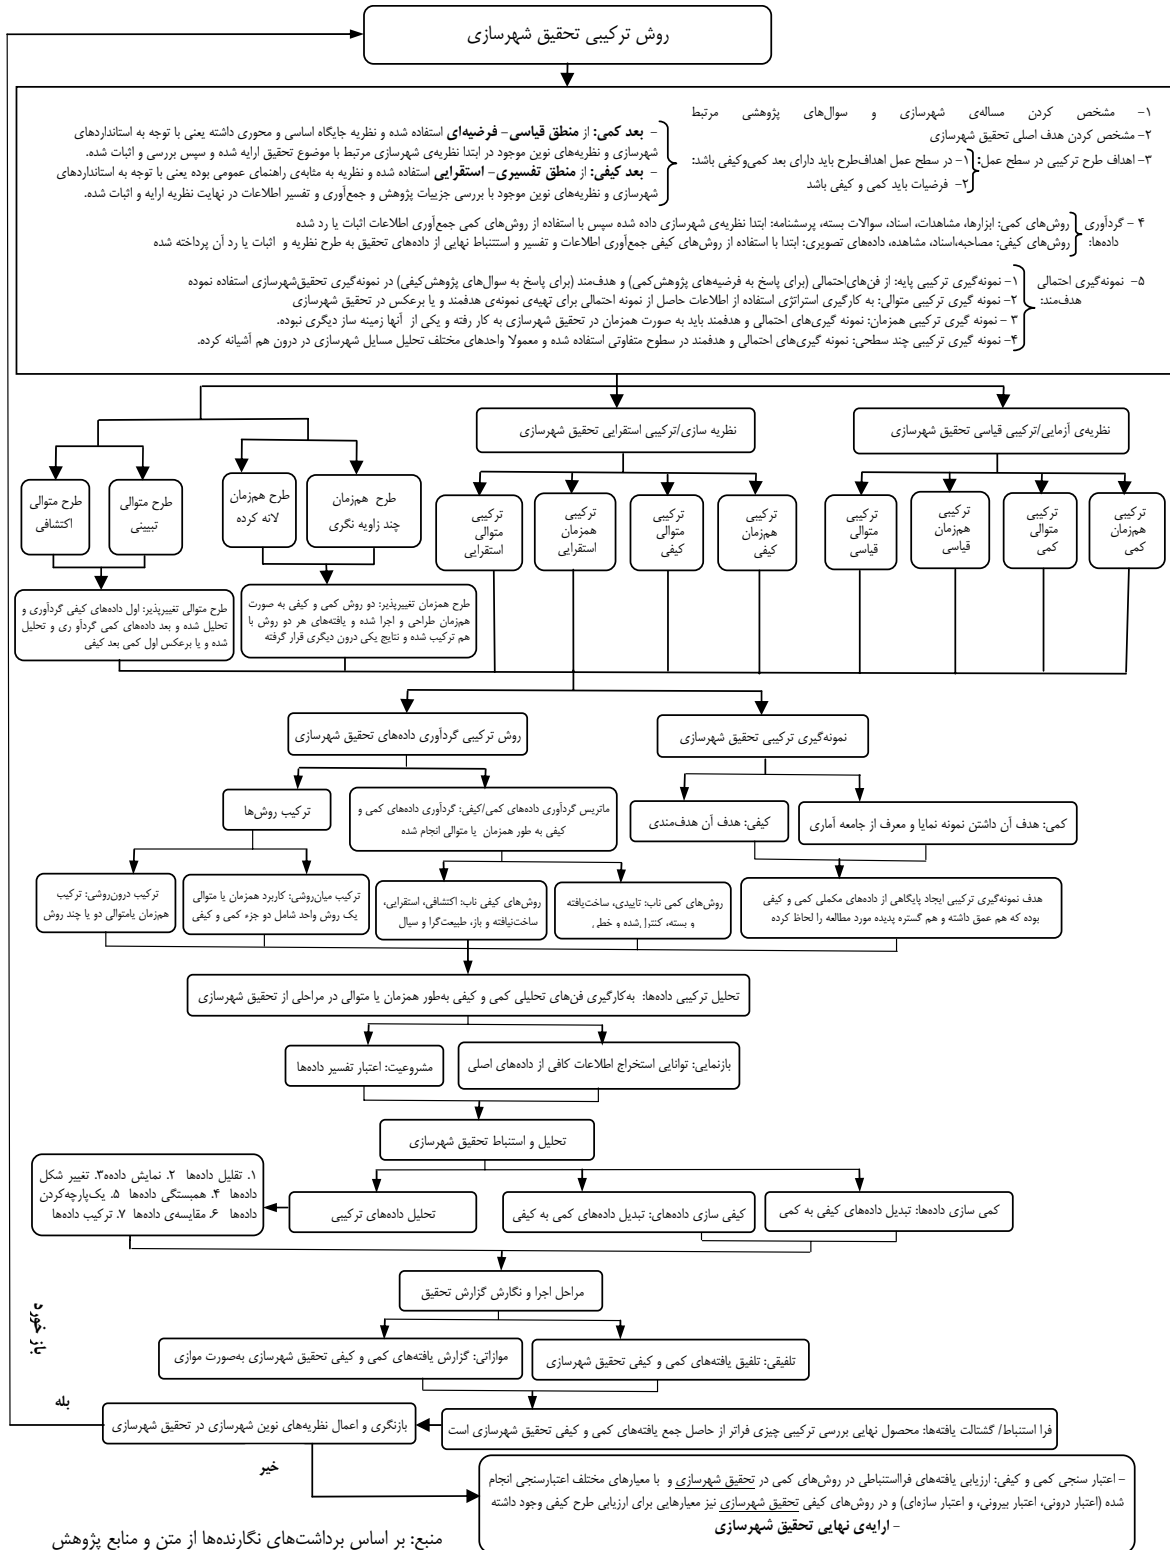 روش ترکیبی تحقیق شهرسازی
۱- مشخص کردن مساله‌ی شهرسازی و سوال‌های پژوهشی مرتبط
۲- مشخص کردن هدف اصلی تحقیق شهرسازی
۳- اهداف طرح ترکیبی در سطح عمل:
۱- در سطح عمل اهداف‌طرح باید دارای بعد کمی‌وکیفی باشد:
۲- فرضیات باید کمی و کیفی باشد
- بعد کمی: از منطق قیاسی- فرضیه‌ای استفاده شده و نظریه جایگاه اساسی و محوری داشته یعنی با توجه به استانداردهای
شهرسازی و نظریه‌های نوین موجود در ابتدا نظریه‌ی شهرسازی مرتبط با موضوع تحقیق ارایه شده و سپس بررسی و اثبات شده.
- بعد کیفی: از منطق تفسیری- استقرایی استفاده شده و نظریه به مثابه‌ی راهنمای عمومی بوده یعنی با توجه به استانداردهای
شهرسازی و نظریه‌های نوین موجود با بررسی جزییات پژوهش و جمع‌آوری و تفسیر اطلاعات در نهایت نظریه ارایه و اثبات شده.
۴- گردآوری
داده‌ها:
روش‌های کمی: ابزارها، مشاهدات، اسناد، سوالات بسته، پرسشنامه: ابتدا نظریه‌ی شهرسازی داده شده سپس با استفاده از روش‌های کمی جمع‌آوری اطلاعات اثبات یا رد شده
روش‌های کیفی: مصاحبه،اسناد، مشاهده، داده‌های تصویری: ابتدا با استفاده از روش‌های کیفی جمع‌آوری اطلاعات و تفسیر و استتنباط نهایی از داده‌های تحقیق به طرح نظریه و اثبات یا رد آن پرداخته شده
۵- نمونه‌گیری احتمالی
هدف‌مند:
۱- نمونه‌گیری ترکیبی پایه: از فن‌های‌احتمالی (برای پاسخ به فرضیه‌های پژوهش‌کمی) و هدف‌مند (برای پاسخ به سوال‌های پژوهش‌کیفی) در نمونه‌گیری تحقیق‌شهرسازی استفاده نموده
۲- نمونه گیری ترکیبی متوالی: به کارگیری استراتژی استفاده از اطلاعات حاصل از نمونه احتمالی برای تهیه‌ی نمونه‌ی هدفمند و یا برعکس در تحقیق شهرسازی
۳ - نمونه گیری ترکیبی همزمان: نمونه گیری‌های احتمالی و هدفمند باید به صورت همزمان در تحقیق شهرسازی به کار رفته و یکی از آنها زمینه ساز دیگری نبوده.
۴- نمونه گیری ترکیبی چند سطحی: نمونه گیری‌های احتمالی و هدفمند در سطوح متفاوتی استفاده شده و معمولا واحدهای مختلف تحلیل مسایل شهرسازی در درون هم آشیانه کرده.
نظریه‌ی آزمایی/ترکیبی قیاسی تحقیق شهرسازی
نظریه سازی/ترکیبی استقرایی تحقیق شهرسازی
ترکیبی
هم‌زمان
کمی
ترکیبی
متوالی
کمی
ترکیبی
هم‌زمان
قیاسی
ترکیبی
متوالی
قیاسی
ترکیبی
هم‌زمان
کیفی
ترکیبی
متوالی
کیفی
ترکیبی
همزمان
استقرایی
ترکیبی
متوالی
استقرایی
طرح هم‌زمان
چند زاویه نگری
طرح هم‌زمان
لانه کرده
طرح متوالی
تبیینی
طرح متوالی
اکتشافی
طرح همزمان تغییرپذیر: دو روش کمی و کیفی به صورت
هم‌زمان طراحی و اجرا شده و یافته‌های هر دو روش با
هم ترکیب شده و نتایج یکی درون دیگری قرار گرفته
طرح متوالی تغییرپذیر: اول داده‌های کیفی گردآوری و
تحلیل شده و بعد داده‌های کمی گردآو ری و تحلیل
شده و یا برعکس اول کمی بعد کیفی
نمونه‌گیری ترکیبی تحقیق شهرسازی
روش ترکیبی گردآوری داده‌های تحقیق شهرسازی
کمی: هدف آن داشتن نمونه نمایا و معرف از جامعه آماری
کیفی: هدف آن هدف‌مندی
ماتریس گردآوری داده‌های کمی/کیفی: گردآوری داده‌های کمی و
کیفی به طور همزمان یا متوالی انجام شده
ترکیب روش‌ها
هدف نمونه‌گیری ترکیبی ایجاد پایگاهی از داده‌های مکملی کمی و کیفی
بوده که هم عمق داشته و هم گستره پدیده مورد مطالعه را لحاظ کرده
روش‌های کمی ناب: تاییدی، ساخت‌یافته
و بسته، کنترل شده و خطی
روش‌های کیفی ناب: اکتشافی، استقرایی،
ساخت‌نیافته و باز، طبیعت‌گرا و سیال
ترکیب میان‌روشی: کاربرد همزمان یا متوالی
یک روش واحد شامل دو جزء کمی و کیفی
ترکیب درون‌روشی: ترکیب
هم‌زمان یامتوالی دو یا چند روش
تحلیل ترکیبی داده‌ها: به‌کارگیری فن‌های تحلیلی کمی و کیفی به‌طور همزمان یا متوالی در مراحلی از تحقیق شهرسازی
بازنمایی: توانایی استخراج اطلاعات کافی از داده‌های اصلی
مشروعیت: اعتبار تفسیر داده‌ها
تحلیل و استنباط تحقیق شهرسازی
کمی سازی داده‌ها: تبدیل داده‌های کیفی به کمی
کیفی سازی داده‌های: تبدیل داده‌های کمی به کیفی
تحلیل داده‌های ترکیبی
۱. تقلیل داده‌ها ۲. نمایش داده‌ها۳. تغییر شکل
داده‌ها ۴. همبستگی داده‌ها ۵. یک‌پارچه‌کردن
داده‌ها ۶. مقایسه‌ی داده‌ها ۷. ترکیب داده‌ها
مراحل اجرا و نگارش گزارش تحقیق
تلفیقی: تلفیق یافته‌های کمی و کیفی تحقیق شهرسازی
موازاتی: گزارش یافته‌های کمی و کیفی تحقیق شهرسازی به‌صورت موازی
باز خورد
بله
فرا استنباط/ گشتالت یافته‌ها: محصول نهایی بررسی ترکیبی چیزی فراتر از حاصل جمع یافته‌های کمی و کیفی تحقیق شهرسازی است
بازنگری و اعمال نظریه‌های نوین شهرسازی در تحقیق شهرسازی
خیر
- اعتبار سنجی کمی و کیفی: ارزیابی یافته‌های فرااستنباطی در روش‌های کمی در تحقیق شهرسازی و با معیارهای مختلف اعتبارسنجی انجام
شده (اعتبار درونی، اعتبار بیرونی، و اعتبار سازه‌ای) و در روش‌های کیفی تحقیق شهرسازی نیز معیارهایی برای ارزیابی طرح کیفی وجود داشته
- ارایه‌ی نهایی تحقیق شهرسازی
منبع: بر اساس برداشت‌های نگارنده‌ها از متن و منابع پژوهش